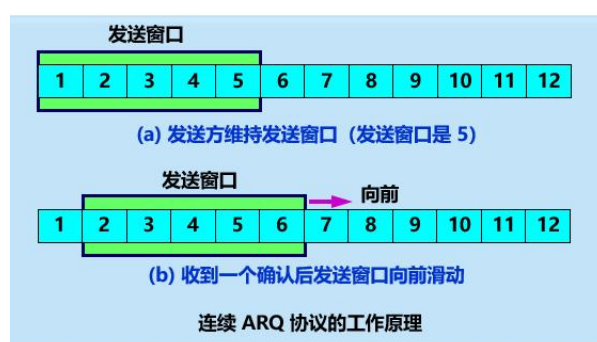 发送窗口
1 2 3 4 5 6 7 8 9 10 11 12
(a) 发送方维持发送窗口（发送窗口是 5）
发送窗口
向前
1 2 3 4 5 6 7 8 9 10 11 12
(b) 收到一个确认后发送窗口向前滑动
连续 ARQ 协议的工作原理